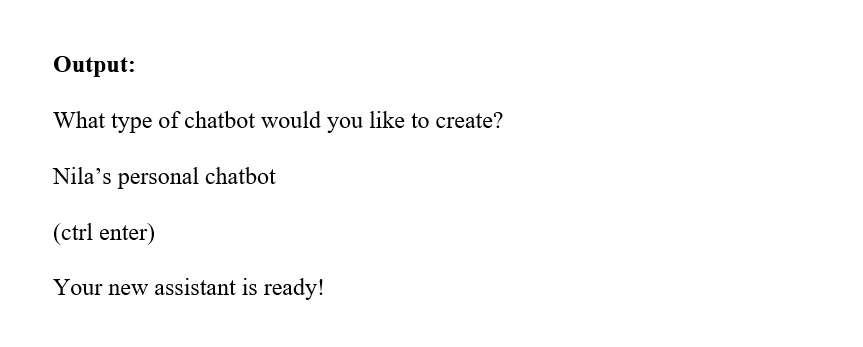 Output:
What type of chatbot would you like to create?
Nila’s personal chatbot
(ctrl enter)
Your new assistant is ready!